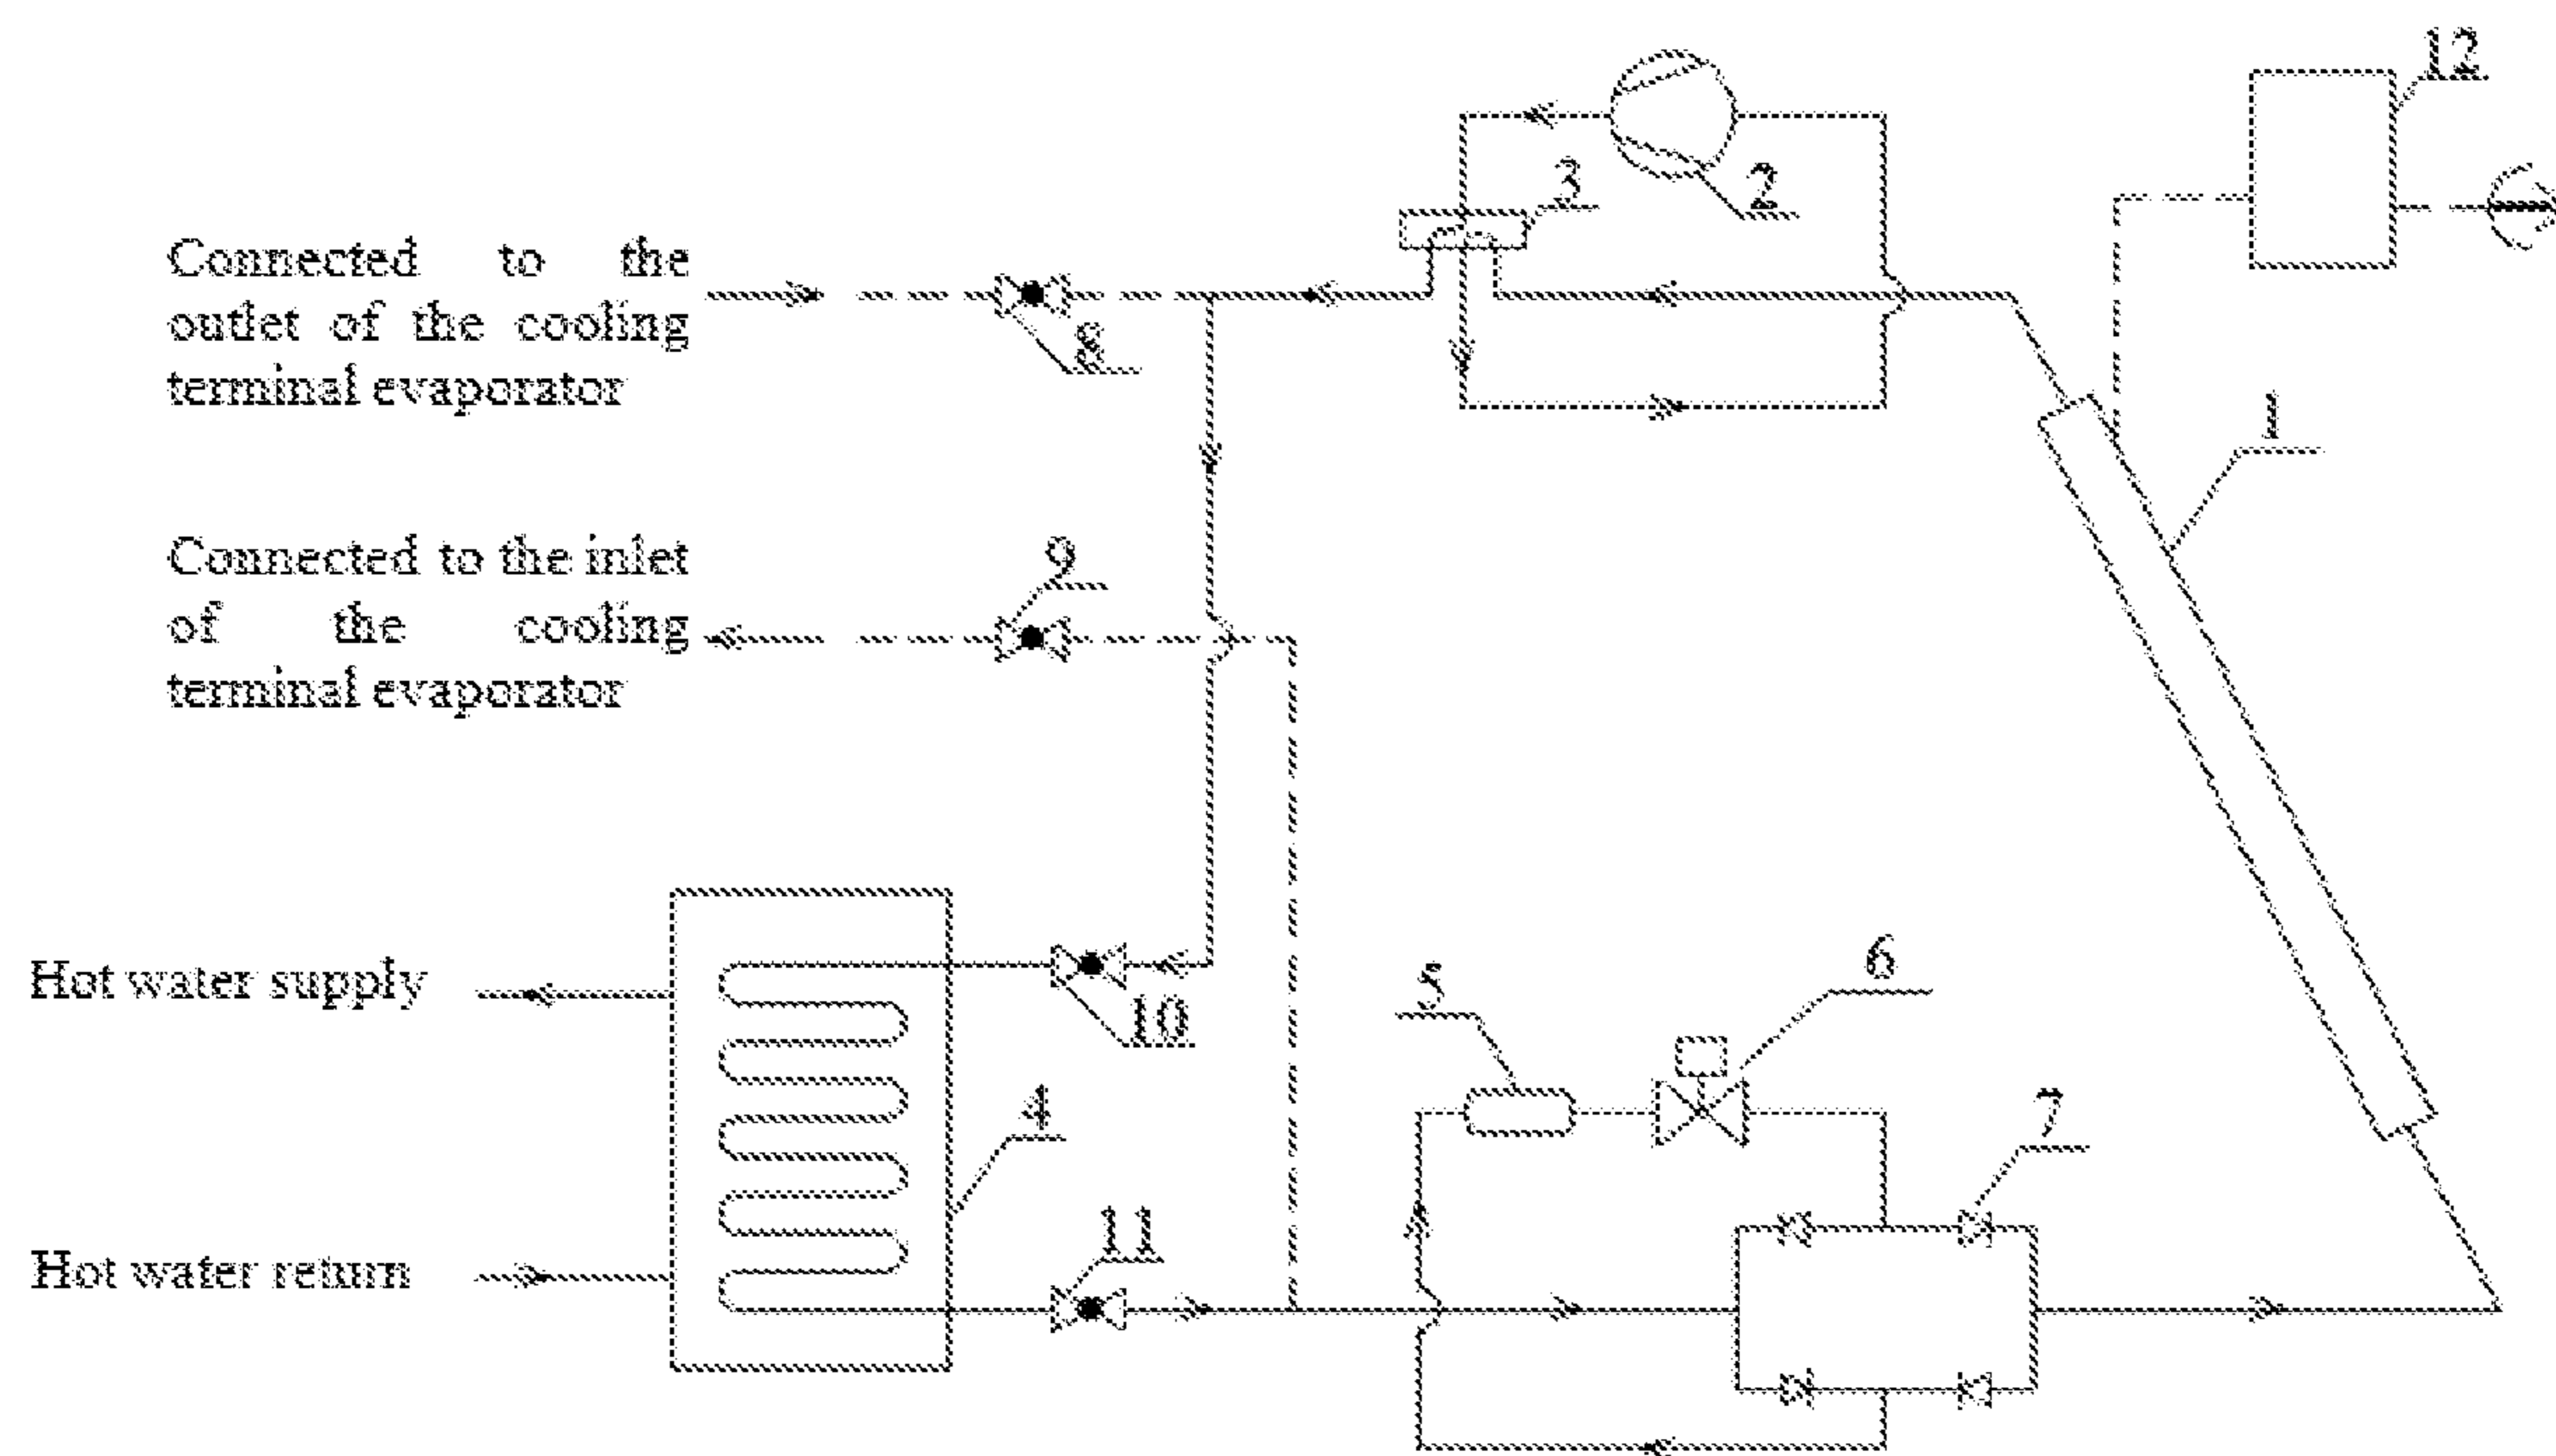 12
3
2
Connected to the
outlet of the cooling
terminal evaporator
8
1
Connected to the inlet
of the cooling
terminal evaporator
9
Hot water supply
10
5
6
4
7
11
Hot water return